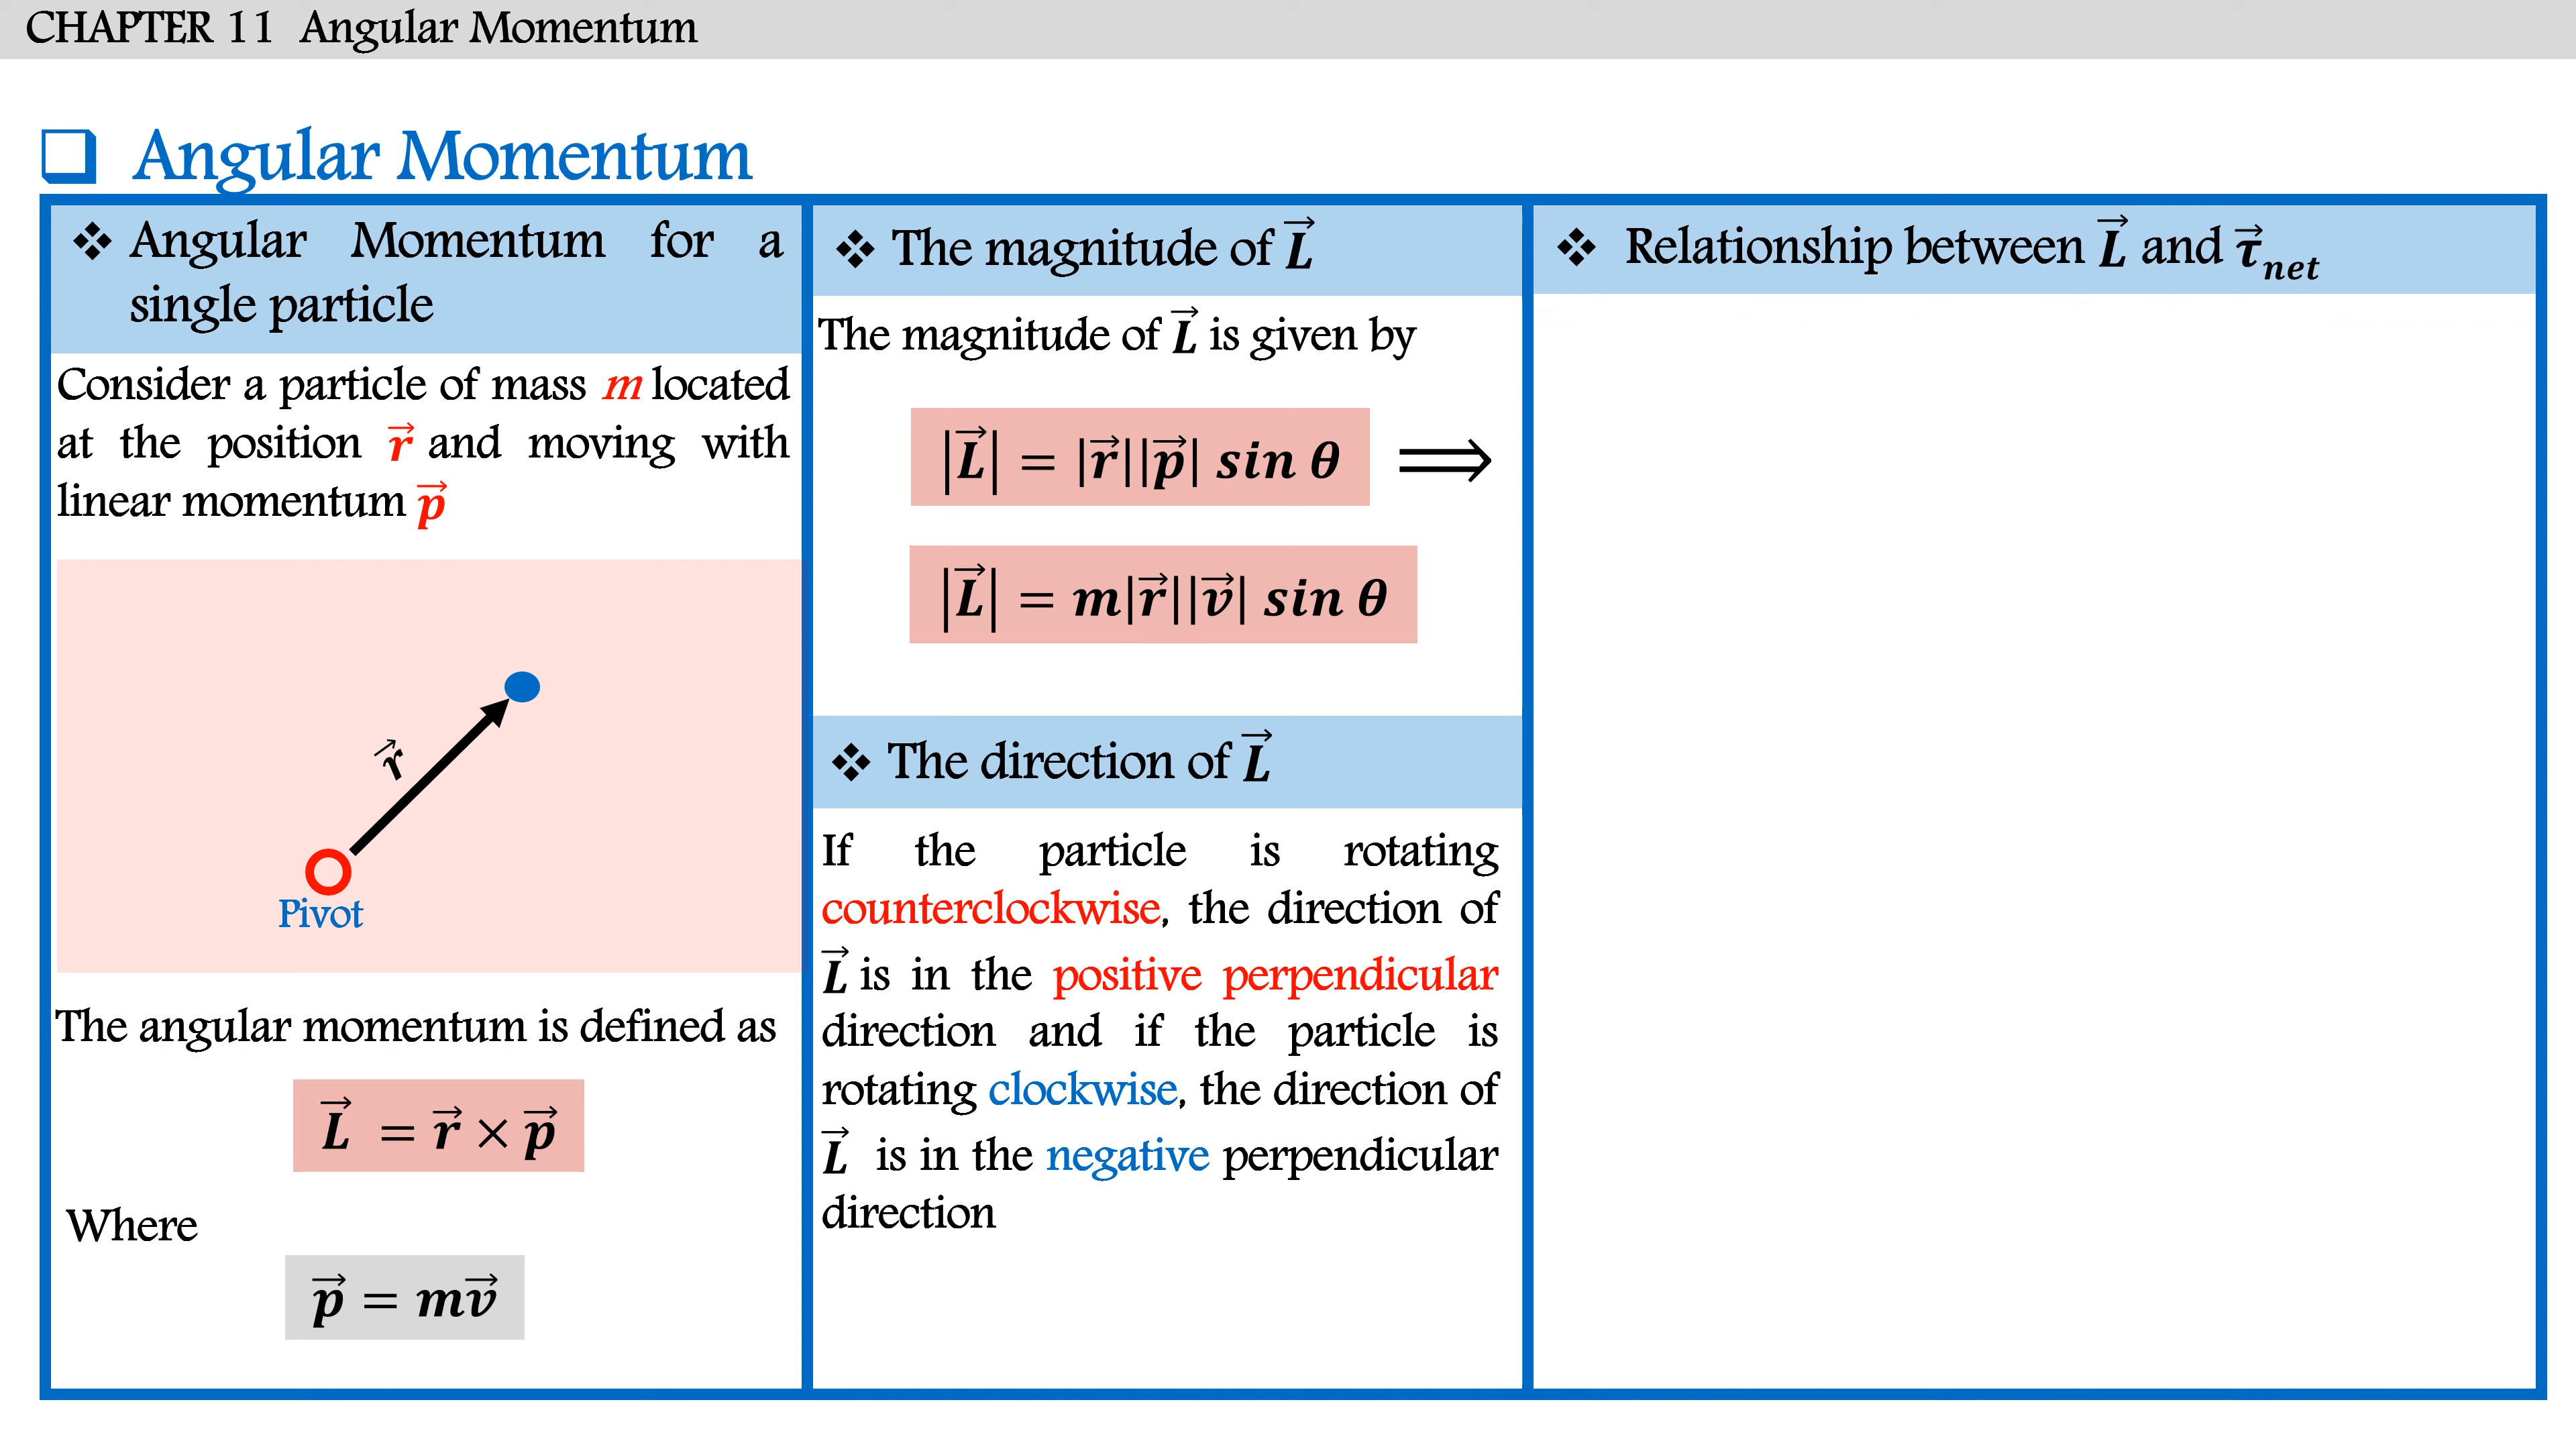 CHAPTER 11 Angular Momentum
❑ Angular Momentum
❖ Angular Momentum for a
single particle
Consider a particle of mass m located
at the position r⃗ and moving with
linear momentum p⃗
r⃗
Pivot
The angular momentum is defined as
L⃗ = r⃗ × p⃗
Where
p⃗ = mv⃗
❖ The magnitude of L⃗
The magnitude of L⃗ is given by
|L⃗| = |r⃗||p⃗| sin θ ⟹
|L⃗| = m|r⃗||v⃗| sin θ
❖ The direction of L⃗
If the particle is rotating
counterclockwise, the direction of
L⃗ is in the positive perpendicular
direction and if the particle is
rotating clockwise, the direction of
L⃗ is in the negative perpendicular
direction
❖ Relationship between L⃗ and τ⃗net